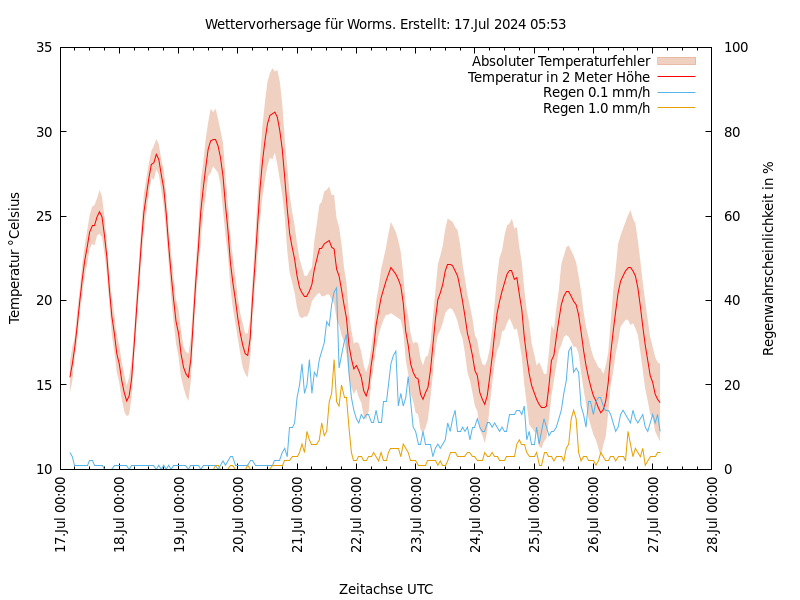 Wettervorhersage für Worms. Erstellt: 17.Jul 2024 05:53
35
30
25
20
15
10
100
80
60
40
20
0
Absoluter Temperaturfehler
Temperatur in 2 Meter Höhe
Regen 0.1 mm/h
Regen 1.0 mm/h
Temperatur °Celsius
Regenwahrscheinlichkeit in %
17.Jul 00:00
18.Jul 00:00
19.Jul 00:00
20.Jul 00:00
21.Jul 00:00
22.Jul 00:00
23.Jul 00:00
24.Jul 00:00
25.Jul 00:00
26.Jul 00:00
27.Jul 00:00
28.Jul 00:00
Zeitachse UTC